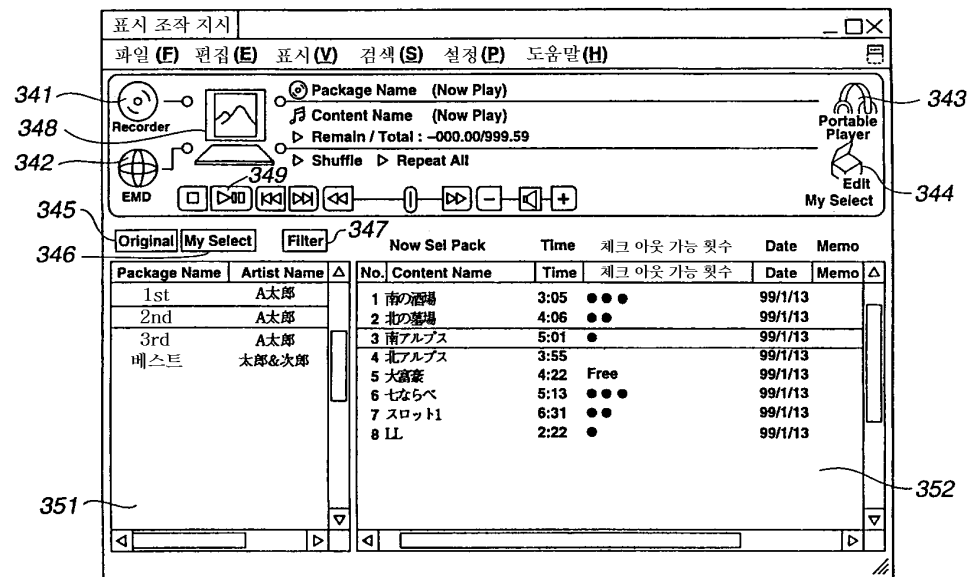 표시 조작 지시
파일 (F) 편집 (E) 표시 (V) 검색 (S) 설정 (P) 도움말 (H)
341
Recorder
348
342
EMD
349
Package Name (Now Play)
Content Name (Now Play)
Remain / Total : –000.00/999.59
Shuffle Repeat All
343
Portable Player
344
Edit
My Select
345
346
347
Original My Select Filter
Now Sel Pack Time 체크 아웃 가능 횟수 Date Memo
Package Name Artist Name
1st A太郎
2nd A太郎
3rd A太郎
베스트 太郎&次郎
351
No. Content Name Time 체크 아웃 가능 횟수 Date Memo
1 南の酒場 3:05 ●●● 99/1/13
2 北の墓場 4:06 ●● 99/1/13
3 南アルプス 5:01 ● 99/1/13
4 北アルプス 3:55 99/1/13
5 大富豪 4:22 Free 99/1/13
6 七ならべ 5:13 ●●● 99/1/13
7 スロット1 6:31 ●● 99/1/13
8 LL 2:22 ● 99/1/13
352